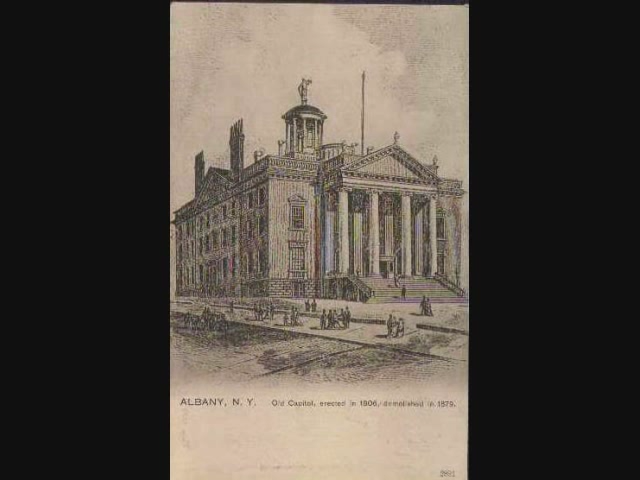 ALBANY, N. Y. Old Capitol, erected in 1806, demolished in 1879.